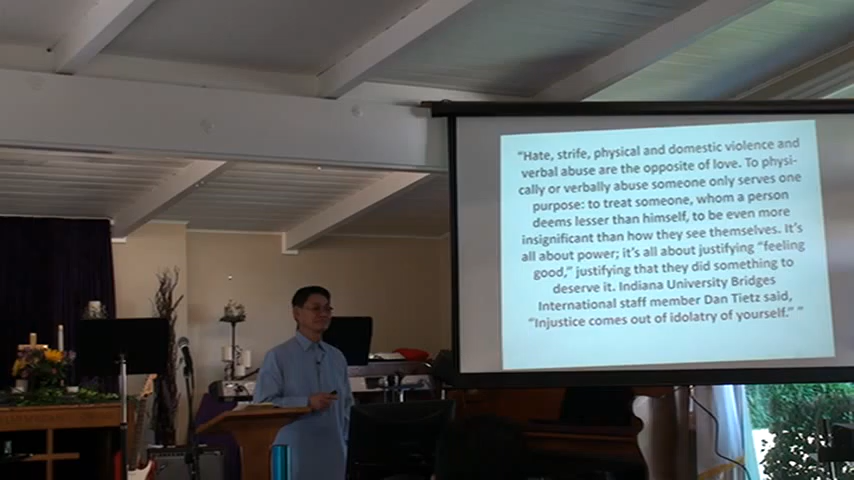 "Hate, strife, physical and domestic violence and
verbal abuse are the opposite of love. To physi-
cally or verbally abuse someone only serves one
purpose: to treat someone, whom a person
deems lesser than himself, to be even more
insignificant than how they see themselves. It's
all about power; it's all about justifying "feeling
good," justifying that they did something to
deserve it. Indiana University Bridges
International staff member Dan Tietz said,
"Injustice comes out of idolatry of yourself." "